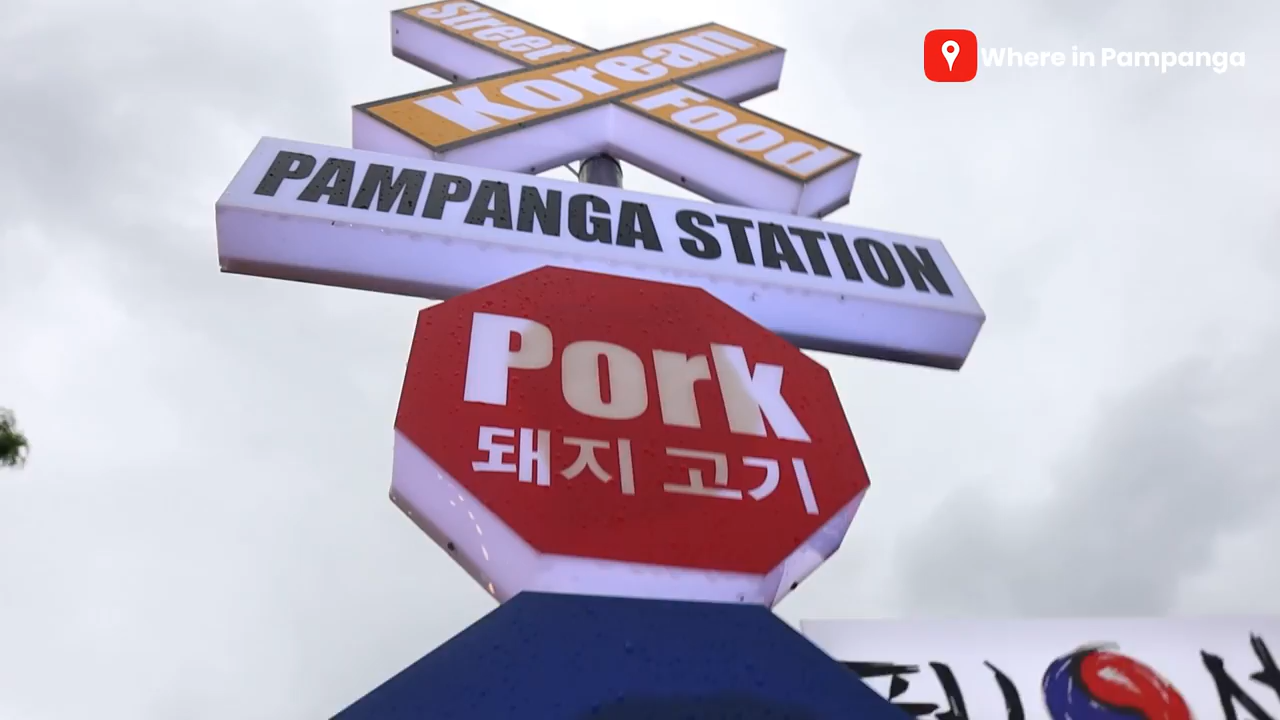 Street
Korean
Food
Where in Pampanga
PAMPANGA STATION
Pork
돼지 고기